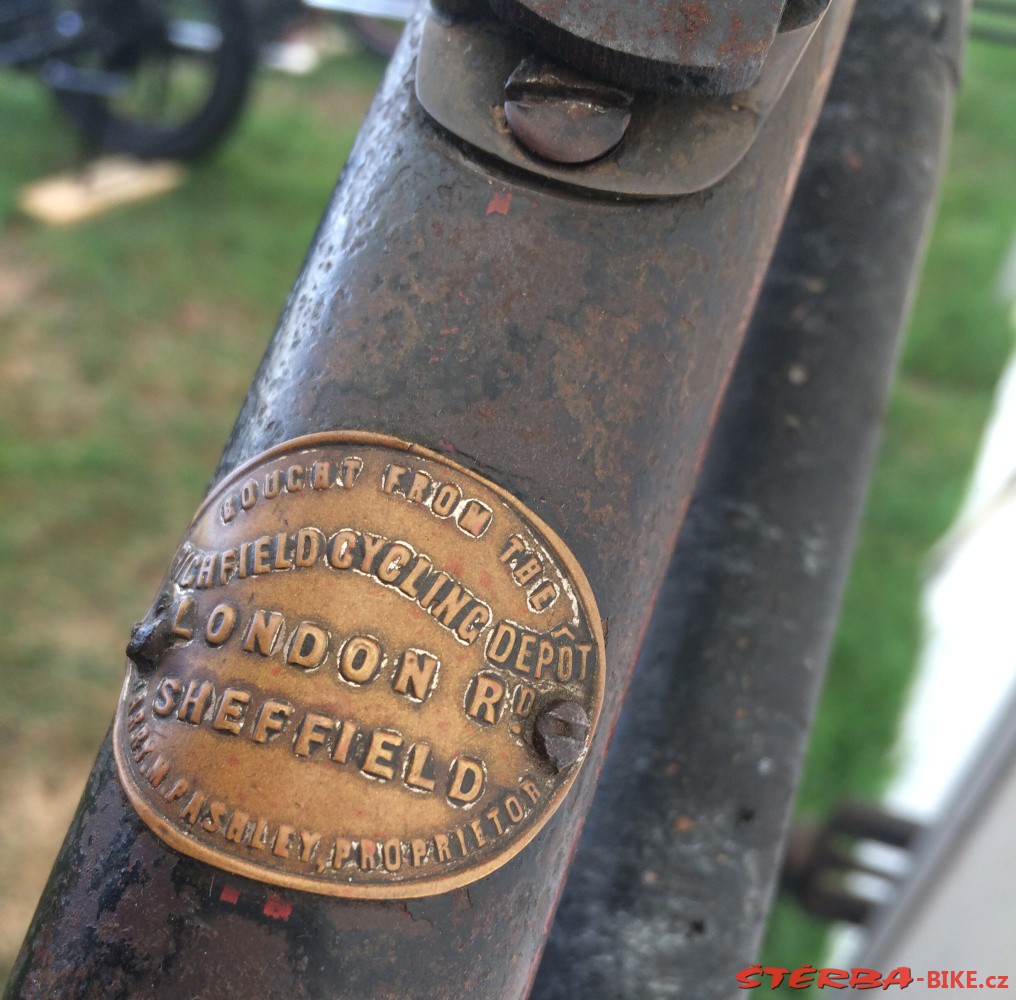 BOUGHT FROM THE
CYCLING DEPÔT
LONDON RD.
SHEFFIELD
PASHLEY, PROPRIETOR.
ŠTĚRBA-BIKE.cz